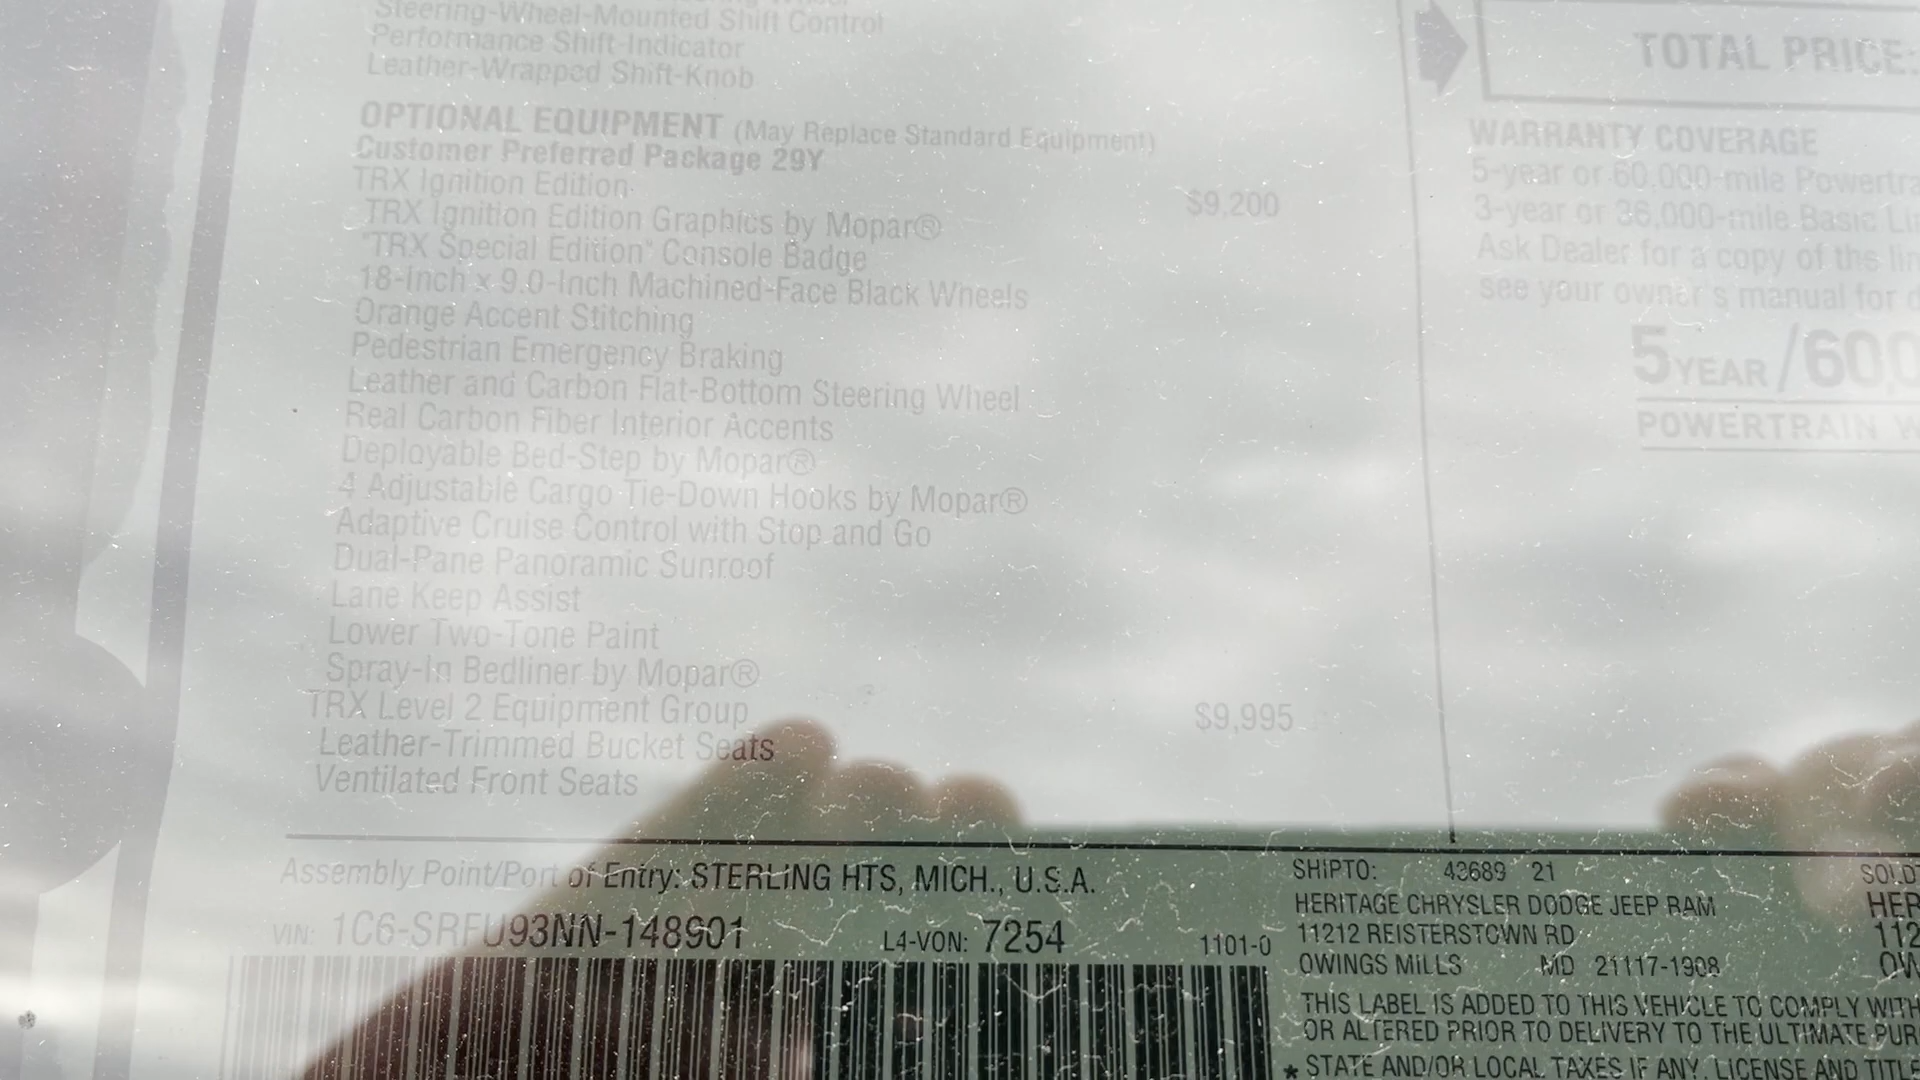 Steering-Wheel-Mounted Shift Control
Performance Shift-Indicator
Leather-Wrapped Shift-Knob
OPTIONAL EQUIPMENT (May Replace Standard Equipment)
Customer Preferred Package 29Y
TRX Ignition Edition $9,200
TRX Ignition Edition Graphics by Mopar®
"TRX Special Edition" Console Badge
18-Inch x 9.0-Inch Machined-Face Black Wheels
Orange Accent Stitching
Pedestrian Emergency Braking
Leather and Carbon Flat-Bottom Steering Wheel
Real Carbon Fiber Interior Accents
Deployable Bed-Step by Mopar®
4 Adjustable Cargo Tie-Down Hooks by Mopar®
Adaptive Cruise Control with Stop and Go
Dual-Pane Panoramic Sunroof
Lane Keep Assist
Lower Two-Tone Paint
Spray-In Bedliner by Mopar®
TRX Level 2 Equipment Group $9,995
Leather-Trimmed Bucket Seats
Ventilated Front Seats
TOTAL PRICE:
WARRANTY COVERAGE
5-year or 60,000-mile
3-year or 36,000-mile Basic
Ask Dealer for a copy of the
see your owner's manual for
5 YEAR/60,0
POWERTRAIN
Assembly Point/Port of Entry: STERLING HTS, MICH., U.S.A.
VIN: 1C6-SRFU93NN-148901 L4-VON: 7254 1101-0
SHIPTO: 43689 21
HERITAGE CHRYSLER DODGE JEEP RAM
11212 REISTERSTOWN RD
OWINGS MILLS MD 21117-1908
SOLD
HER
112
OW
THIS LABEL IS ADDED TO THIS VEHICLE TO COMPLY WITH
OR ALTERED PRIOR TO DELIVERY TO THE ULTIMATE PUR
* STATE AND/OR LOCAL TAXES IF ANY, LICENSE AND TITLE